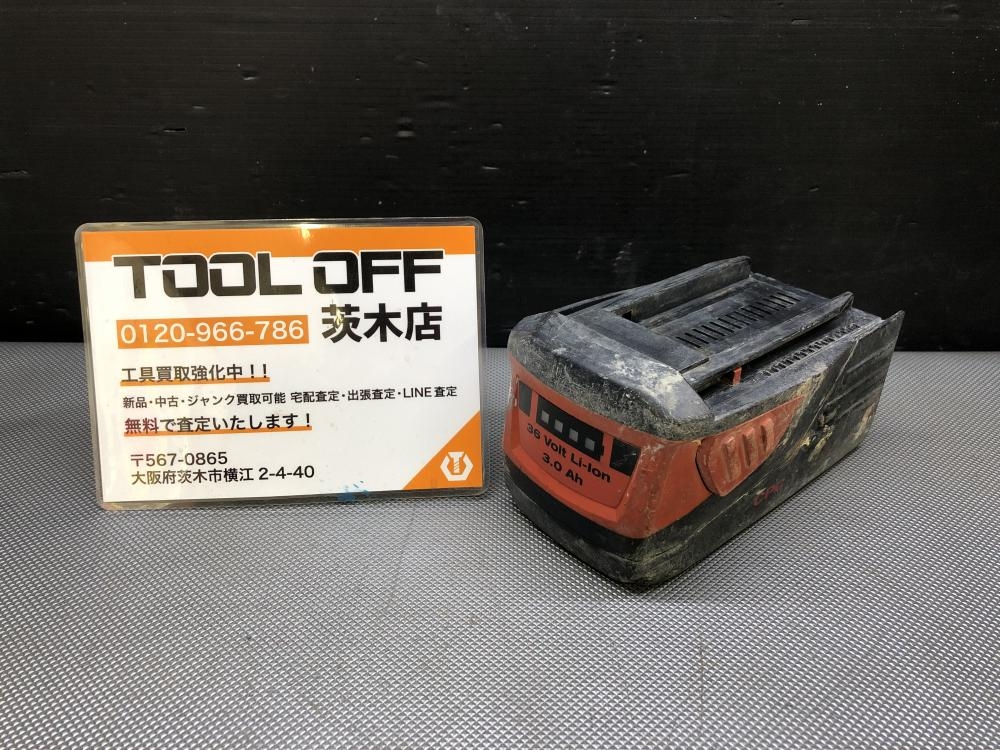 TOOL OFF
0120-966-786 茨木店
工具買取強化中！！
新品・中古・ジャンク買取可能 宅配査定・出張査定・LINE査定
無料で査定いたします！
〒567-0865
大阪府茨木市横江 2-4-40
36 Volt Li-Ion
3.0 Ah